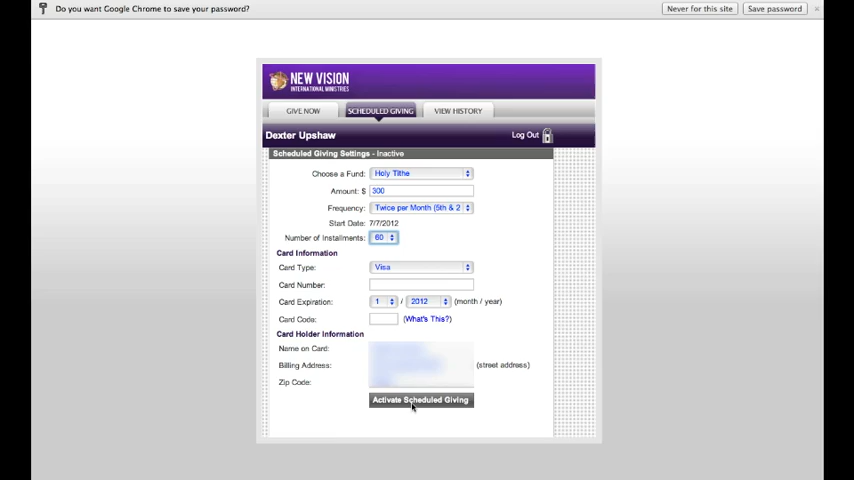 Do you want Google Chrome to save your password?
Never for this site
Save password
NEW VISION
INTERNATIONAL MINISTRIES
GIVE NOW
SCHEDULED GIVING
VIEW HISTORY
Dexter Upshaw
Log Out
Scheduled Giving Settings - Inactive
Choose a Fund: Holy Tithe
Amount: $ 300
Frequency: Twice per Month (5th & 2
Start Date: 7/7/2012
Number of Installments: 60
Card Information
Card Type: Visa
Card Number:
Card Expiration: 1 / 2012 (month / year)
Card Code: (What's This?)
Card Holder Information
Name on Card:
Billing Address: (street address)
Zip Code:
Activate Scheduled Giving